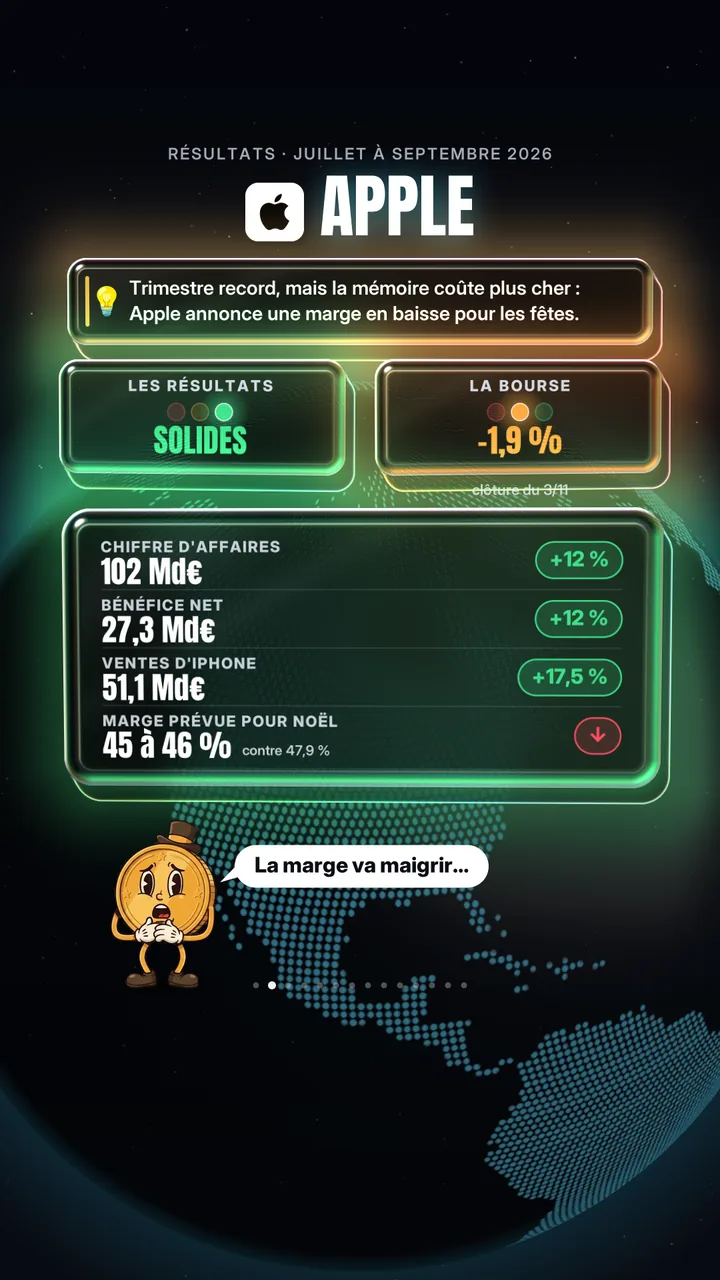 RÉSULTATS · JUILLET À SEPTEMBRE 2026
APPLE
Trimestre record, mais la mémoire coûte plus cher :
Apple annonce une marge en baisse pour les fêtes.
LES RÉSULTATS
SOLIDES
LA BOURSE
-1,9 %
clôture du 3/11
CHIFFRE D'AFFAIRES
102 Md€
+12 %
BÉNÉFICE NET
27,3 Md€
+12 %
VENTES D'IPHONE
51,1 Md€
+17,5 %
MARGE PRÉVUE POUR NOËL
45 à 46 % contre 47,9 %
La marge va maigrir...